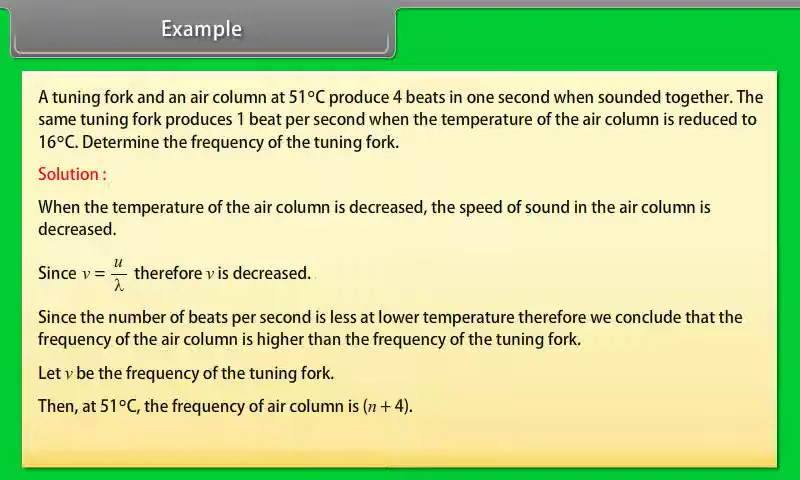 Example
A tuning fork and an air column at 51°C produce 4 beats in one second when sounded together. The
same tuning fork produces 1 beat per second when the temperature of the air column is reduced to
16°C. Determine the frequency of the tuning fork.
Solution :
When the temperature of the air column is decreased, the speed of sound in the air column is
decreased.
Since ν = u/λ therefore ν is decreased.
Since the number of beats per second is less at lower temperature therefore we conclude that the
frequency of the air column is higher than the frequency of the tuning fork.
Let ν be the frequency of the tuning fork.
Then, at 51°C, the frequency of air column is (n + 4).